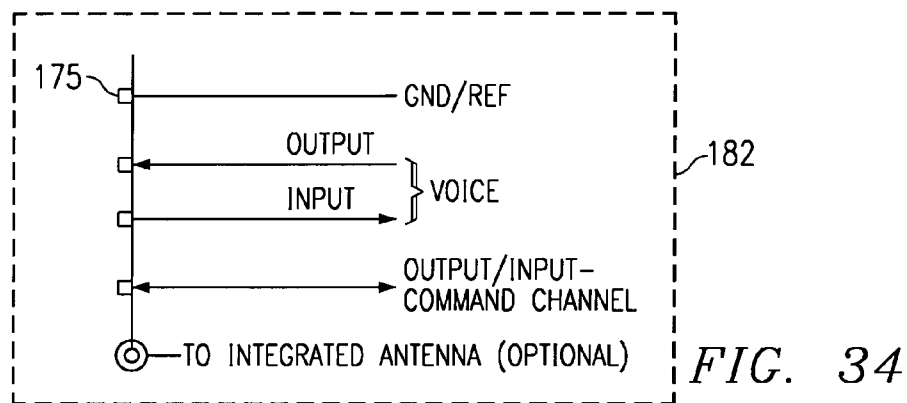 175
GND/REF
OUTPUT
182
VOICE
INPUT
OUTPUT/INPUT-
COMMAND CHANNEL
TO INTEGRATED ANTENNA (OPTIONAL)
FIG. 34